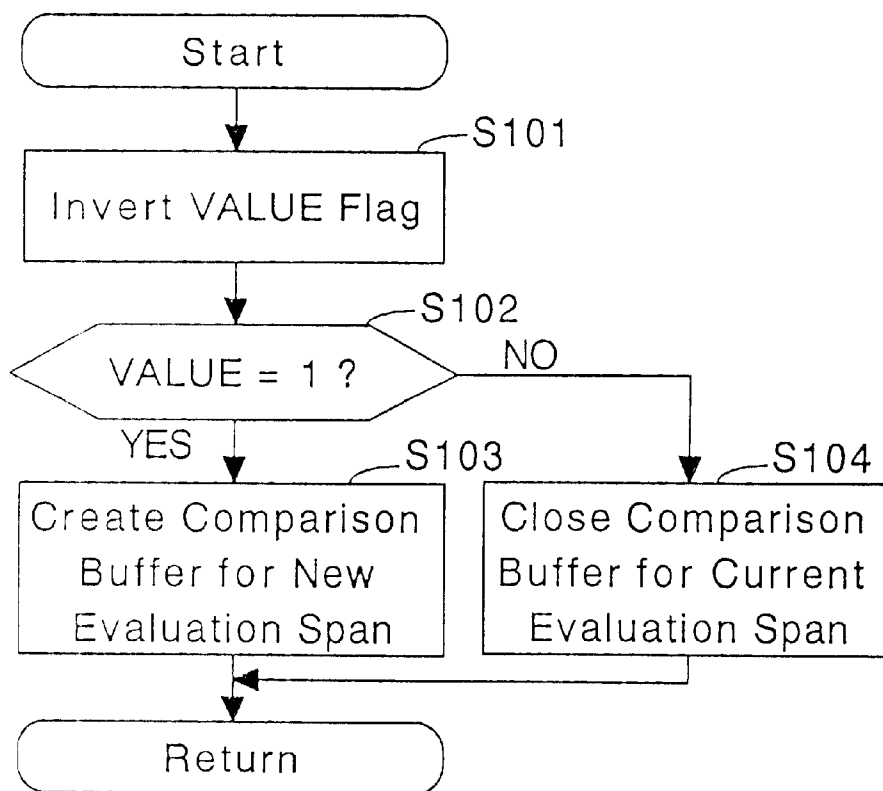 Start
S101
Invert VALUE Flag
S102
VALUE = 1 ?
NO
YES
S103
Create Comparison
Buffer for New
Evaluation Span
S104
Close Comparison
Buffer for Current
Evaluation Span
Return